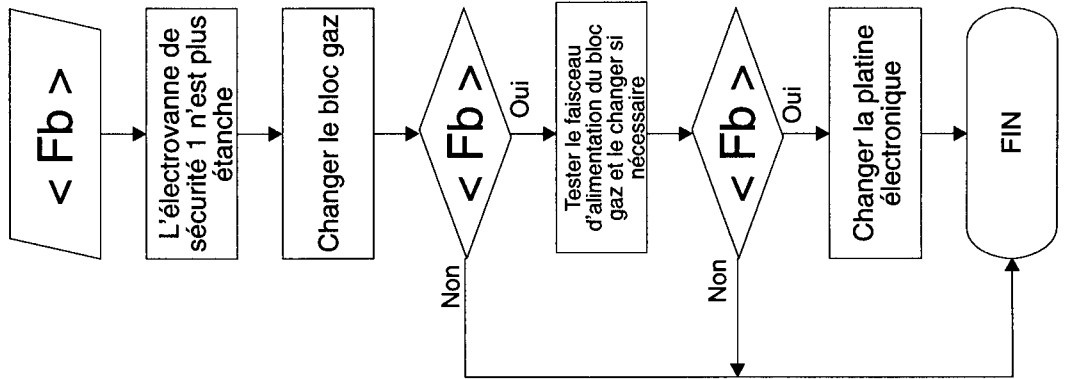 < Fb >
L'électrovanne de
sécurité 1 n'est plus
étanche
Changer le bloc gaz
< Fb >
Oui
Non
Tester le faisceau
d'alimentation du bloc
gaz et le changer si
nécessaire
< Fb >
Oui
Non
Changer la platine
électronique
FIN